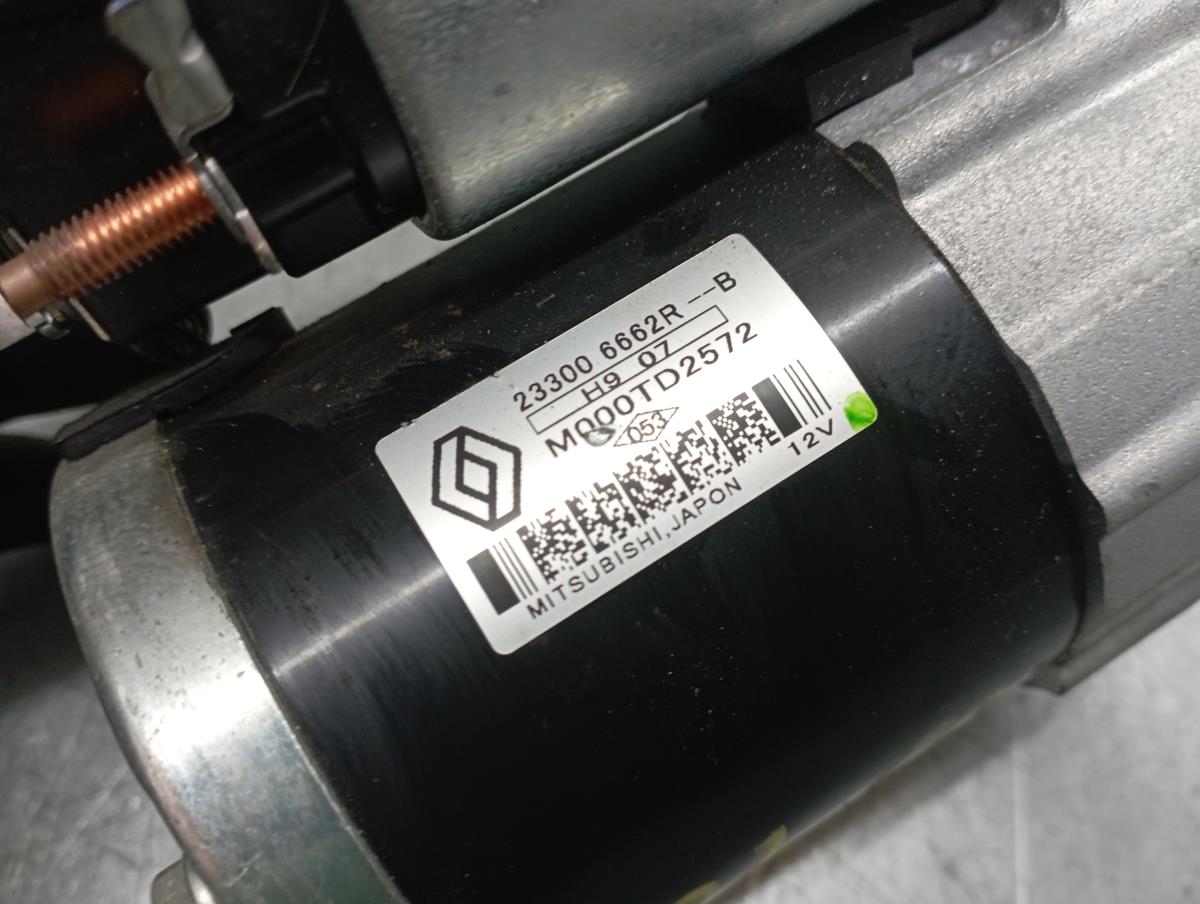 23300 6662R --B
H9 07
M000TD2572
053
E
12V
MITSUBISHI, JAPON